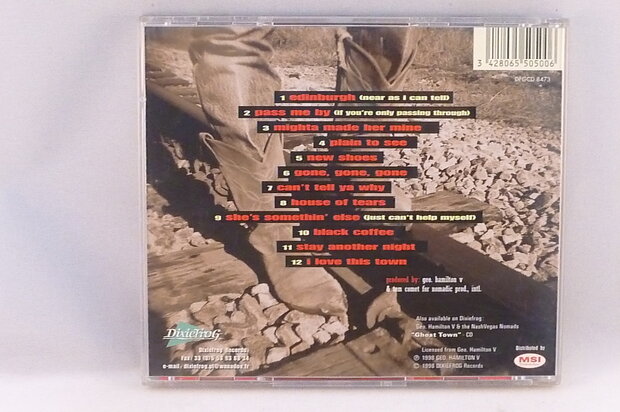 3 428065 505006
DFGCD 8473
1 edinburgh (near as i can tell)
2 pass me by (if you're only passing through)
3 mighta made her mine
4 plain to see
5 new shoes
6 gone, gone, gone
7 can't tell ya why
8 house of tears
9 she's somethin' else (just can't help myself)
10 black coffee
11 stay another night
12 i love this town
produced by: geo. hamilton v
& tom comet for nomadic prod., intl.
Also available on Dixiefrog:
Geo. Hamilton V & the NashVegas Nomads
"Ghost Town" - CD
Licensed from Geo. Hamilton V
℗ 1998 GEO. HAMILTON V
© 1998 DIXIEFROG Records
Distributed by
MSI
Dixiefrog
Dixiefrog Records